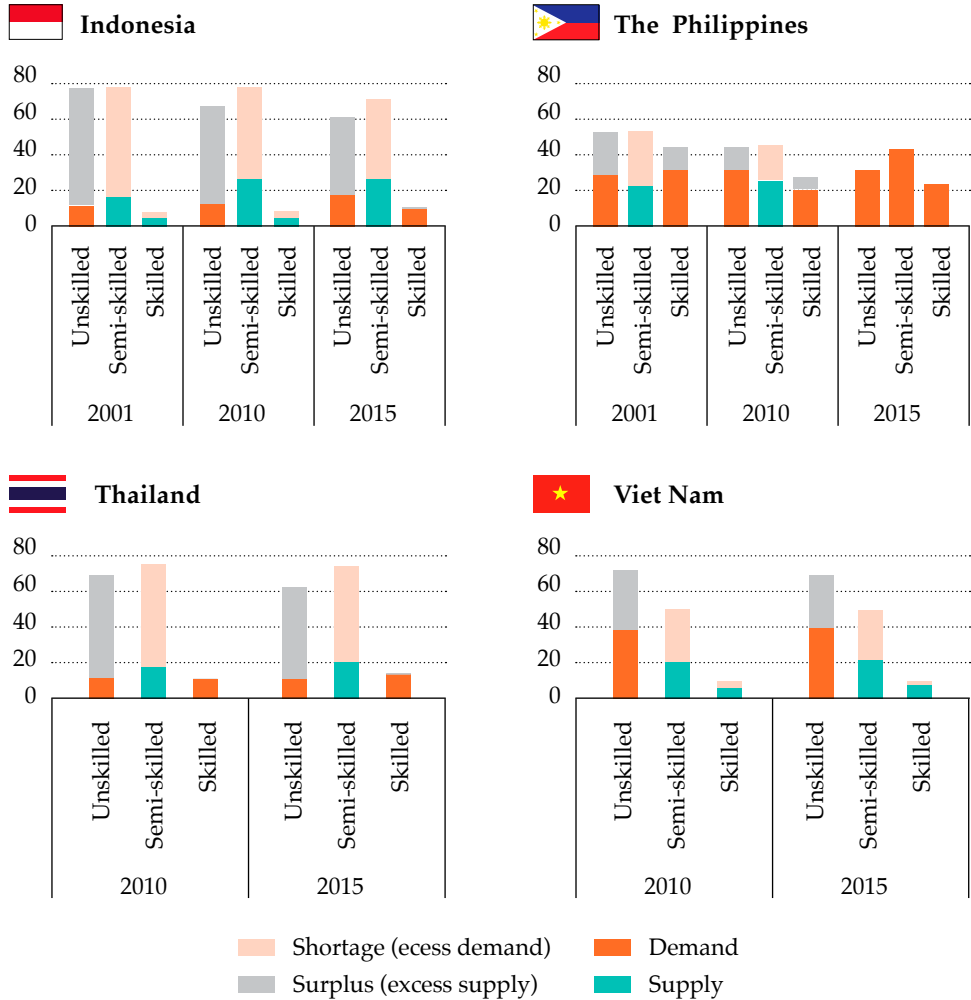 Indonesia
80
60
40
20
0
Unskilled
Semi-skilled
Skilled
Unskilled
Semi-skilled
Skilled
Unskilled
Semi-skilled
Skilled
2001 2010 2015
The Philippines
80
60
40
20
0
Unskilled
Semi-skilled
Skilled
Unskilled
Semi-skilled
Skilled
Unskilled
Semi-skilled
Skilled
2001 2010 2015
Thailand
80
60
40
20
0
Unskilled
Semi-skilled
Skilled
Unskilled
Semi-skilled
Skilled
2010 2015
Viet Nam
80
60
40
20
0
Unskilled
Semi-skilled
Skilled
Unskilled
Semi-skilled
Skilled
2010 2015
Shortage (ecess demand)
Demand
Surplus (excess supply)
Supply